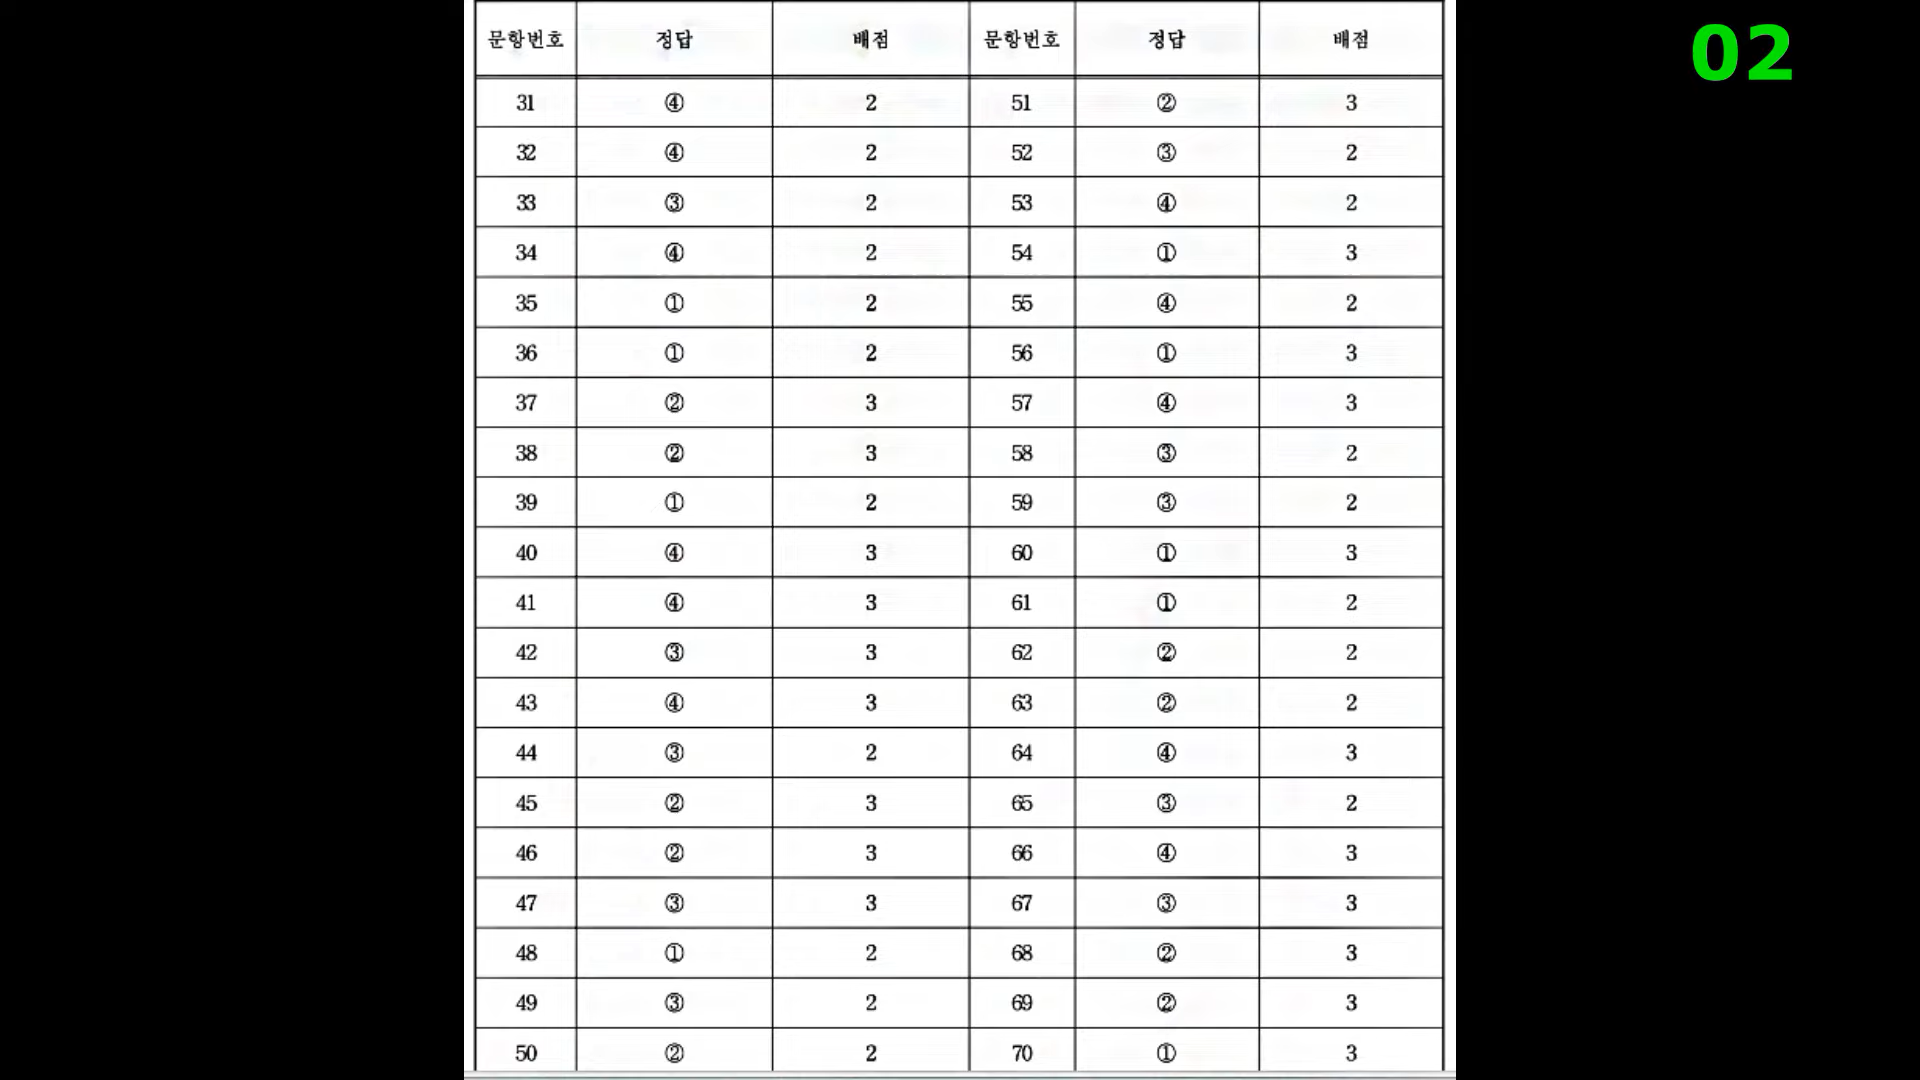 02
문항번호 정답 배점 문항번호 정답 배점
31 ④ 2 51 ② 3
32 ④ 2 52 ③ 2
33 ③ 2 53 ④ 2
34 ④ 2 54 ① 3
35 ① 2 55 ④ 2
36 ① 2 56 ① 3
37 ② 3 57 ④ 3
38 ② 3 58 ③ 2
39 ① 2 59 ③ 2
40 ④ 3 60 ① 3
41 ④ 3 61 ① 2
42 ③ 3 62 ② 2
43 ④ 3 63 ② 2
44 ③ 2 64 ④ 3
45 ② 3 65 ③ 2
46 ② 3 66 ④ 3
47 ③ 3 67 ③ 3
48 ① 2 68 ② 3
49 ③ 2 69 ② 3
50 ② 2 70 ① 3